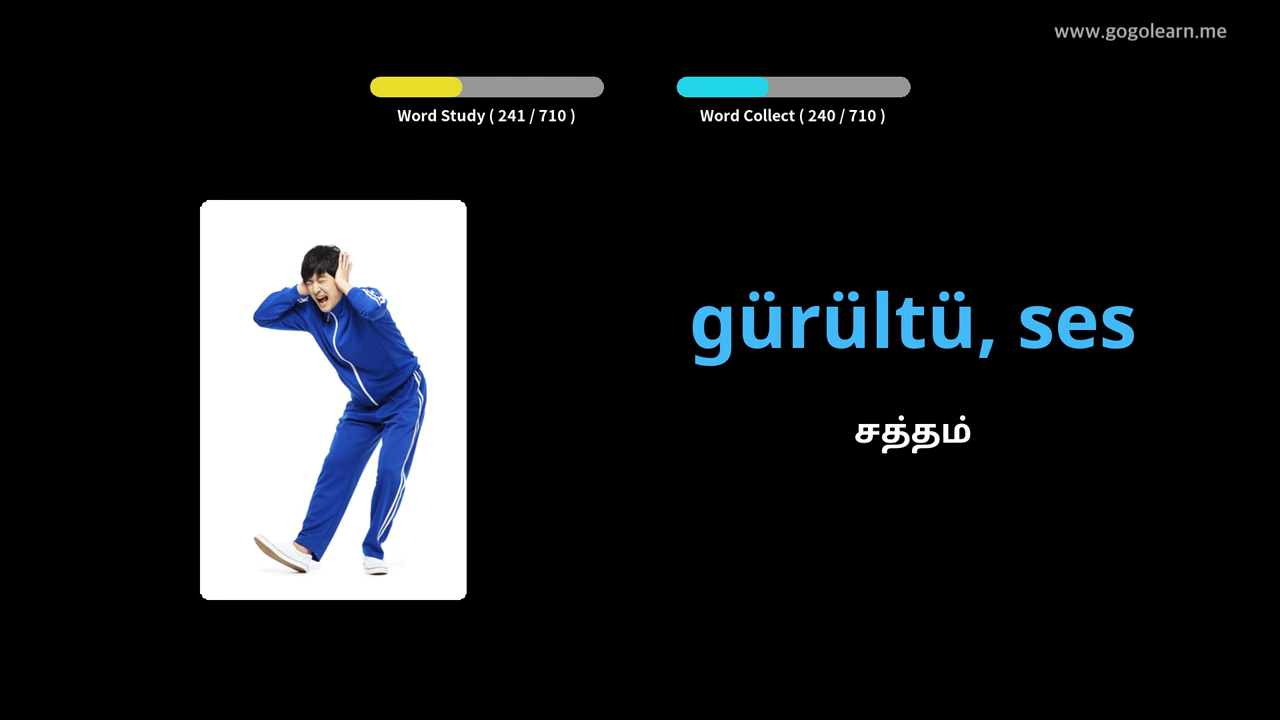 www.gogolearn.me
Word Study ( 241 / 710 )
Word Collect ( 240 / 710 )
gürültü, ses
சத்தம்